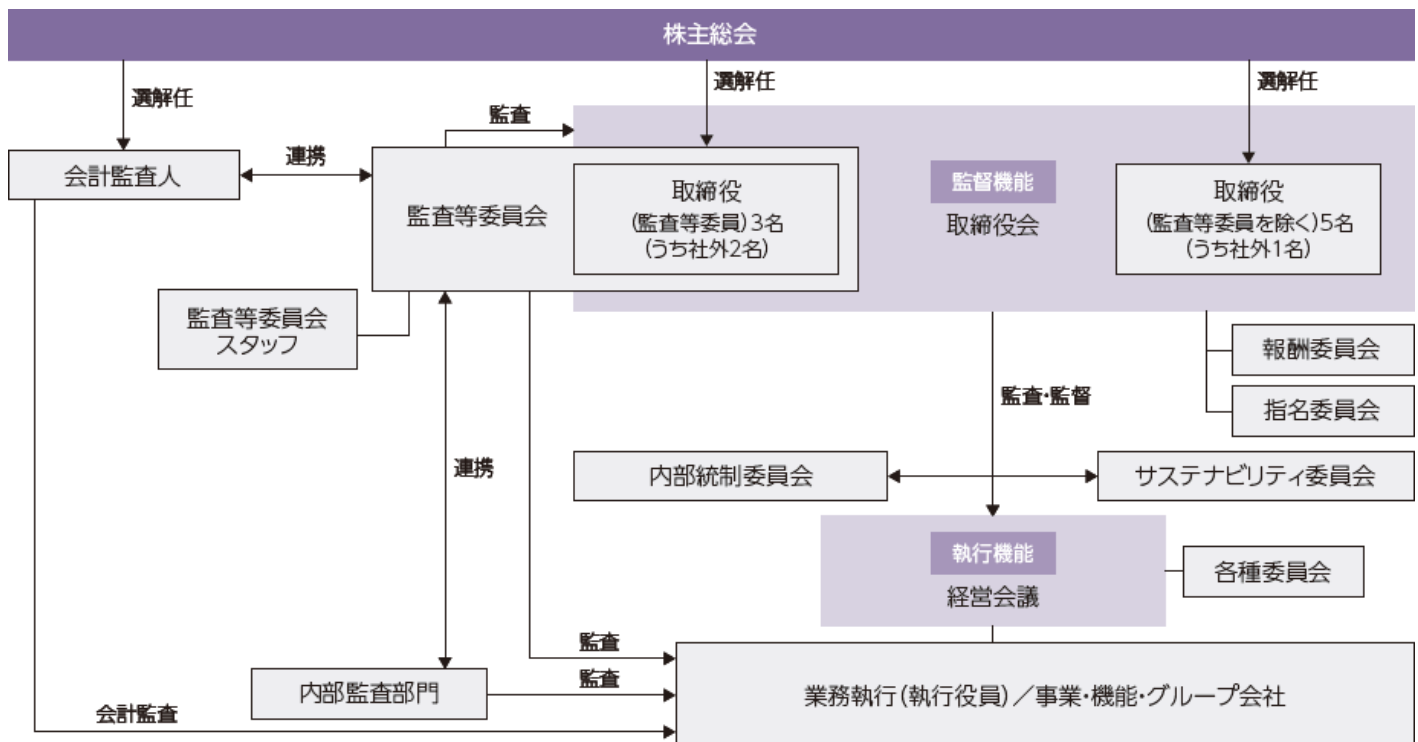 株主総会
選解任
選解任
選解任
監査
会計監査人
連携
監査等委員会
取締役
(監査等委員)3名
(うち社外2名)
監督機能
取締役会
取締役
(監査等委員を除く)5名
(うち社外1名)
監査等委員会
スタッフ
報酬委員会
指名委員会
監査・監督
連携
内部統制委員会
サステナビリティ委員会
執行機能
経営会議
各種委員会
監査
内部監査部門
監査
業務執行(執行役員)/事業・機能・グループ会社
会計監査